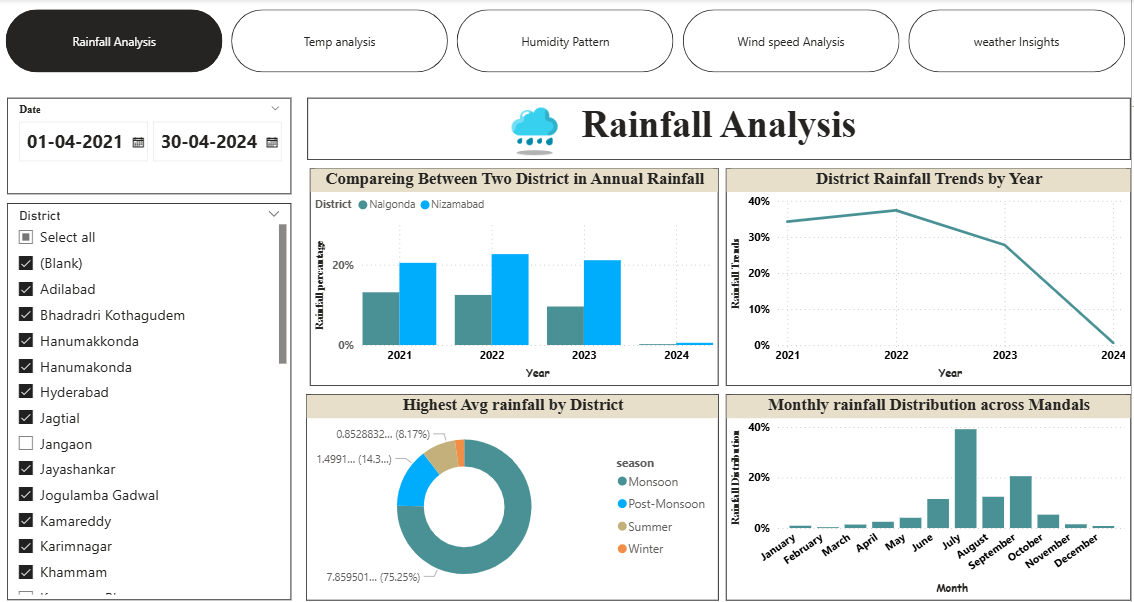 Rainfall Analysis
Temp analysis
Humidity Pattern
Wind speed Analysis
weather Insights
Date
01-04-2021
30-04-2024
District
Select all
(Blank)
Adilabad
Bhadradri Kothagudem
Hanumakkonda
Hanumakonda
Hyderabad
Jagtial
Jangaon
Jayashankar
Jogulamba Gadwal
Kamareddy
Karimnagar
Khammam
Rainfall Analysis
Compareing Between Two District in Annual Rainfall
District Nalgonda Nizamabad
Rainfall percantage
20%
0%
2021 2022 2023 2024
Year
District Rainfall Trends by Year
Rainfall Trends
40%
30%
20%
10%
0%
2021 2022 2023 2024
Year
Highest Avg rainfall by District
0.8528832... (8.17%)
1.4991... (14.3...)
7.859501... (75.25%)
season
Monsoon
Post-Monsoon
Summer
Winter
Monthly rainfall Distribution across Mandals
Rainfall Distribution
40%
20%
0%
January February March April May June July August September October November December
Month